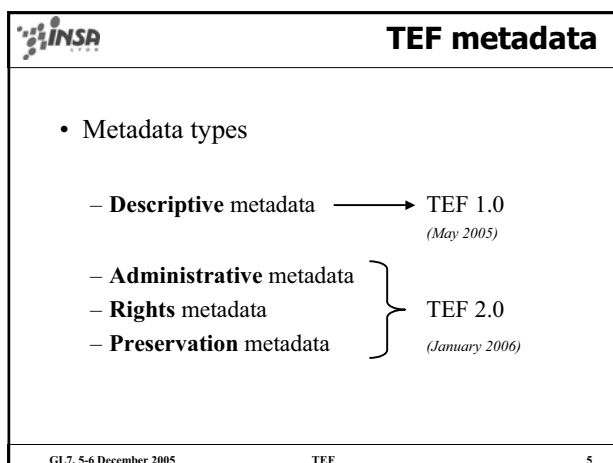 INSA
LYON
TEF metadata
• Metadata types
– Descriptive metadata TEF 1.0
(May 2005)
– Administrative metadata
– Rights metadata TEF 2.0
– Preservation metadata (January 2006)
GL7, 5-6 December 2005 TEF 5